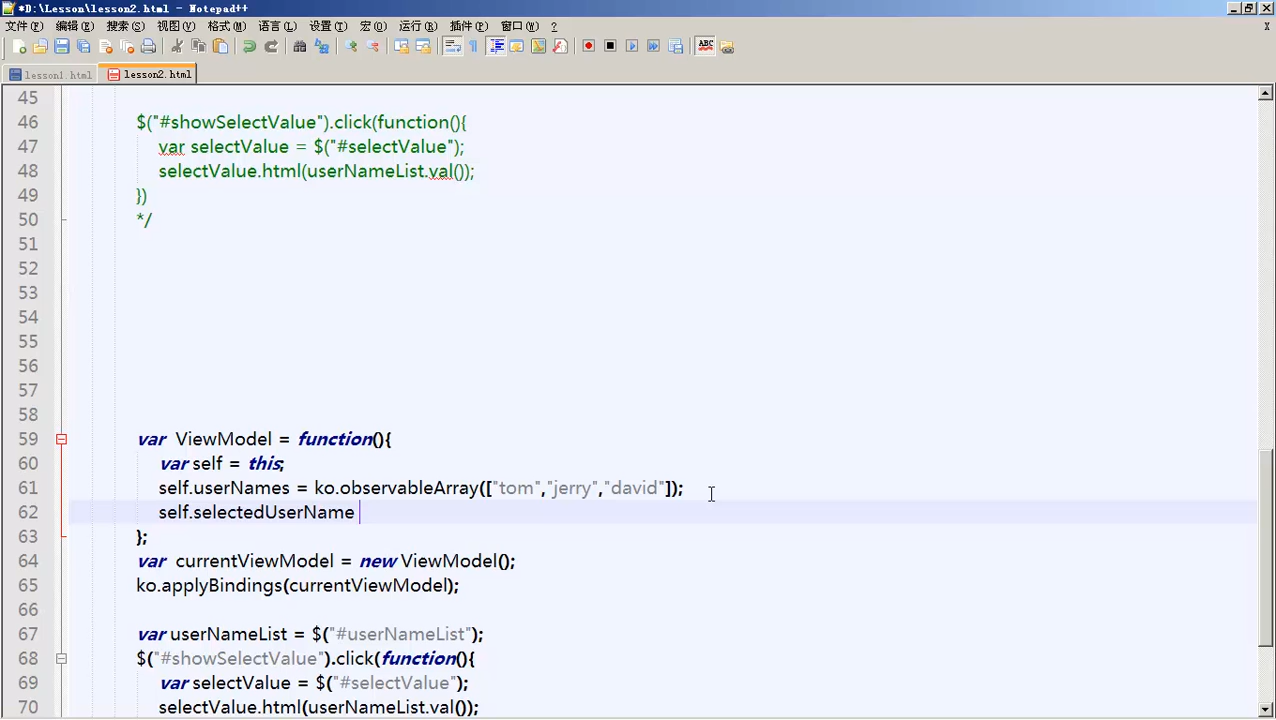 *D:\Lesson\lesson2.html - Notepad++
文件(F) 编辑(E) 搜索(S) 视图(V) 格式(M) 语言(L) 设置(T) 宏(O) 运行(R) 插件(P) 窗口(W) ? X
ABC
lesson1.html lesson2.html
45
46 $("#showSelectValue").click(function(){
47 var selectValue = $("#selectValue");
48 selectValue.html(userNameList.val());
49 })
50 */
51
52
53
54
55
56
57
58
59 var ViewModel = function(){
60 var self = this;
61 self.userNames = ko.observableArray(["tom","jerry","david"]);
62 self.selectedUserName
63 };
64 var currentViewModel = new ViewModel();
65 ko.applyBindings(currentViewModel);
66
67 var userNameList = $("#userNameList");
68 $("#showSelectValue").click(function(){
69 var selectValue = $("#selectValue");
70 selectValue.html(userNameList.val());